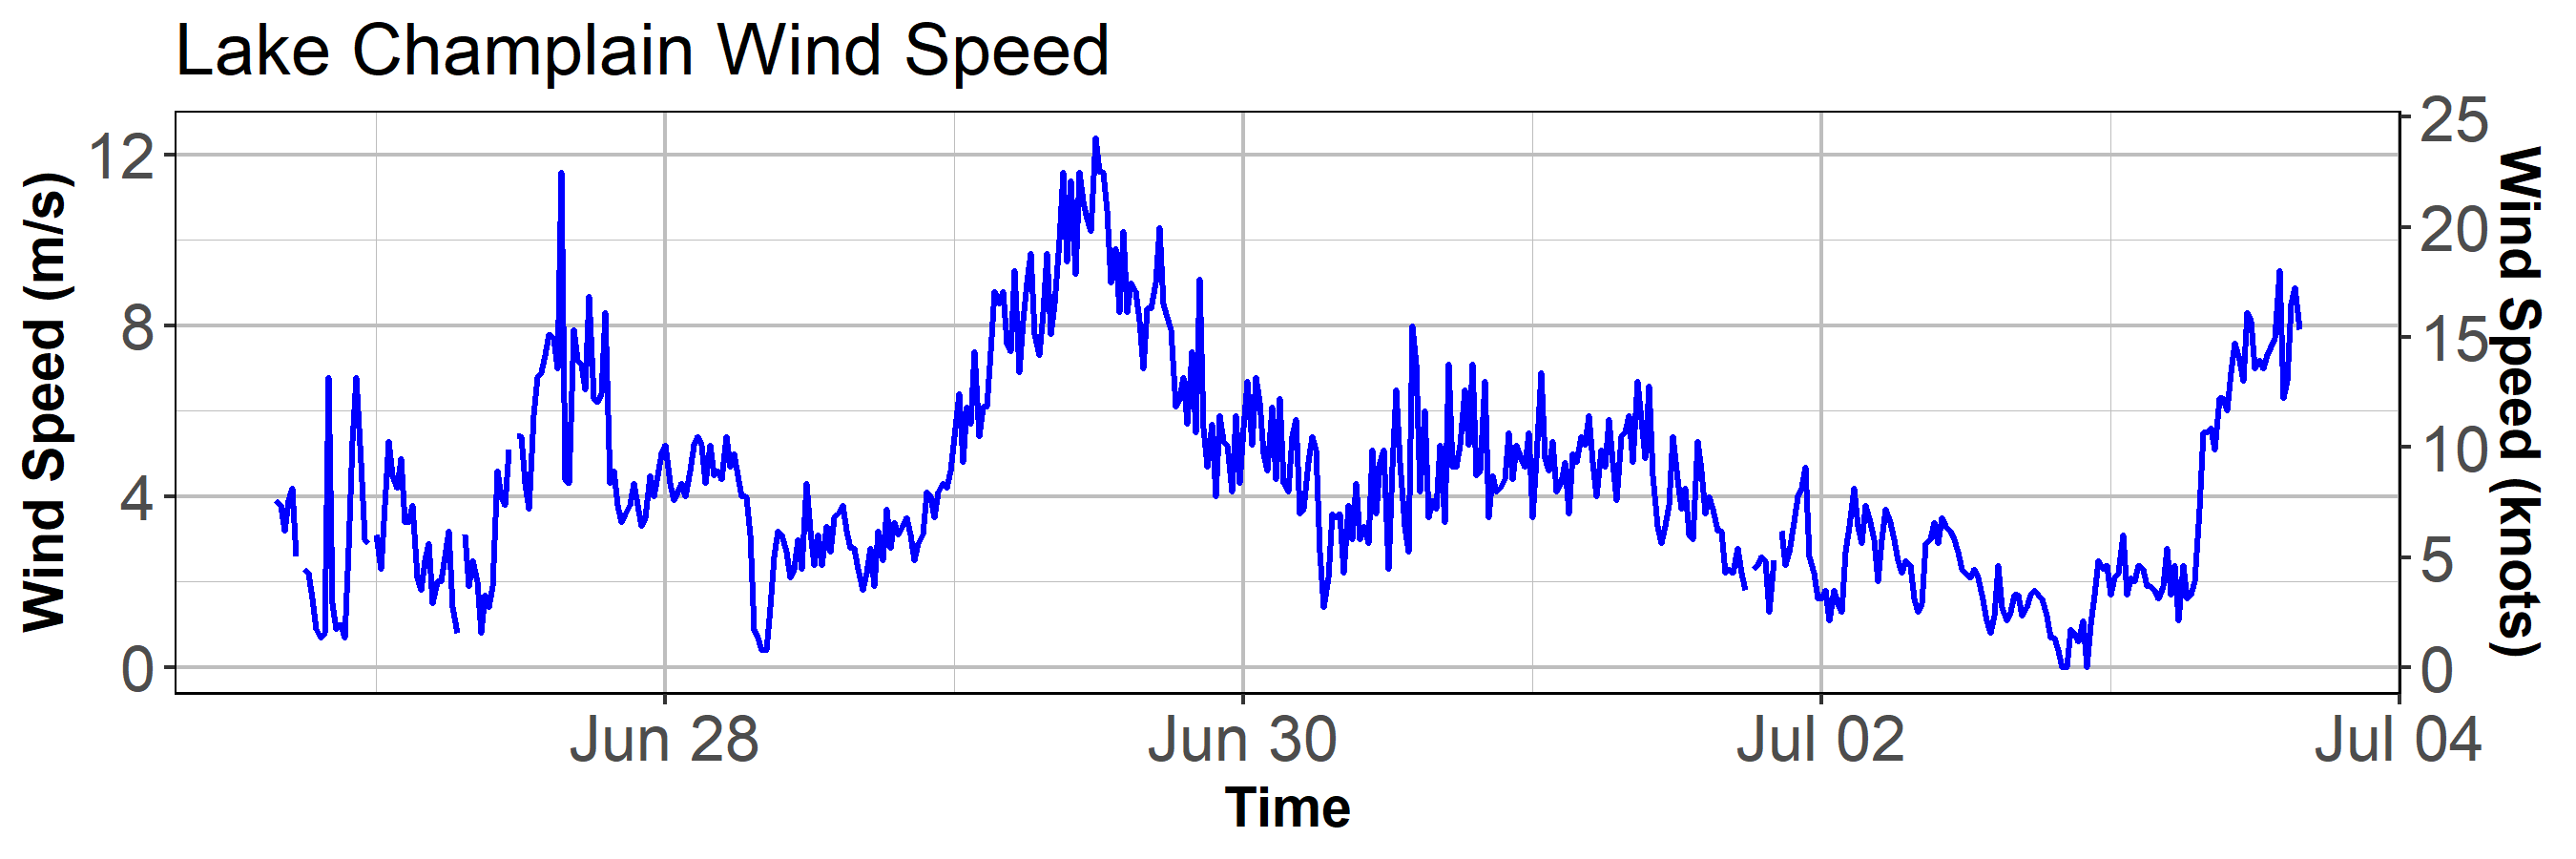 Lake Champlain Wind Speed
Wind Speed (m/s)
12
8
4
0
25
20
15
10
5
0
Wind Speed (knots)
Jun 28
Jun 30
Jul 02
Jul 04
Time